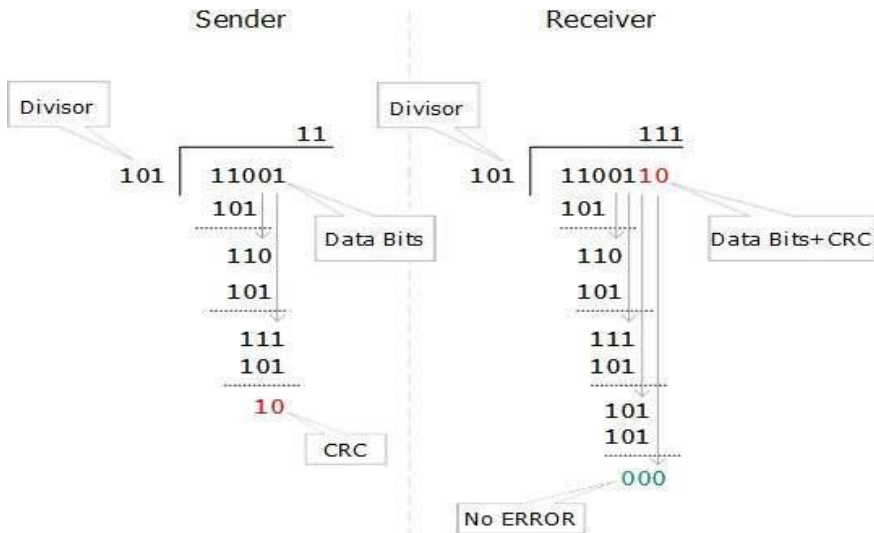 Sender
Divisor
11
101
11001
101
Data Bits
110
101
111
101
10
CRC
Receiver
Divisor
111
101
1100110
101
Data Bits+CRC
110
101
111
101
101
101
000
No ERROR